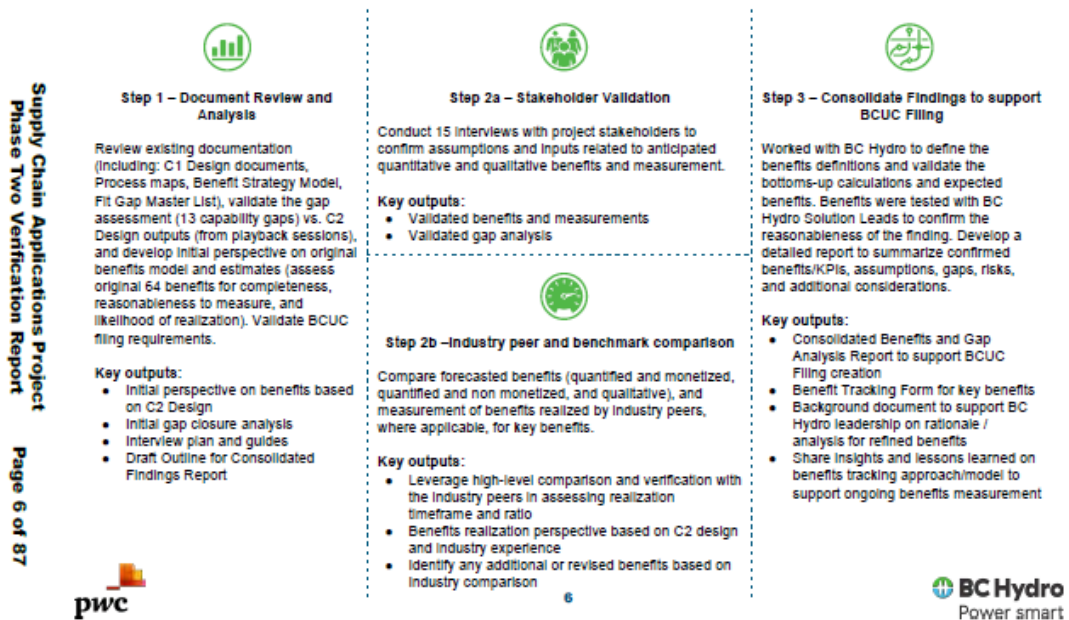 Supply Chain Applications Project
Phase Two Verification Report
Page 6 of 87
Step 1 – Document Review and
Analysis
Review existing documentation
(including: C1 Design documents,
Process maps, Benefit Strategy Model,
Fit Gap Master List), validate the gap
assessment (13 capability gaps) vs. C2
Design outputs (from playback sessions),
and develop initial perspective on original
benefits model and estimates (assess
original 64 benefits for completeness,
reasonableness to measure, and
likelihood of realization). Validate BCUC
filing requirements.
Key outputs:
• Initial perspective on benefits based
on C2 Design
• Initial gap closure analysis
• Interview plan and guides
• Draft Outline for Consolidated
Findings Report
Step 2a – Stakeholder Validation
Conduct 15 interviews with project stakeholders to
confirm assumptions and inputs related to anticipated
quantitative and qualitative benefits and measurement.
Key outputs:
• Validated benefits and measurements
• Validated gap analysis
Step 2b –Industry peer and benchmark comparison
Compare forecasted benefits (quantified and monetized,
quantified and non monetized, and qualitative), and
measurement of benefits realized by industry peers,
where applicable, for key benefits.
Key outputs:
• Leverage high-level comparison and verification with
the industry peers in assessing realization
timeframe and ratio
• Benefits realization perspective based on C2 design
and industry experience
• Identify any additional or revised benefits based on
industry comparison
Step 3 – Consolidate Findings to support
BCUC Filing
Worked with BC Hydro to define the
benefits definitions and validate the
bottoms-up calculations and expected
benefits. Benefits were tested with BC
Hydro Solution Leads to confirm the
reasonableness of the finding. Develop a
detailed report to summarize confirmed
benefits/KPIs, assumptions, gaps, risks,
and additional considerations.
Key outputs:
• Consolidated Benefits and Gap
Analysis Report to support BCUC
Filing creation
• Benefit Tracking Form for key benefits
• Background document to support BC
Hydro leadership on rationale /
analysis for refined benefits
• Share insights and lessons learned on
benefits tracking approach/model to
support ongoing benefits measurement
pwc
6
BC Hydro
Power smart